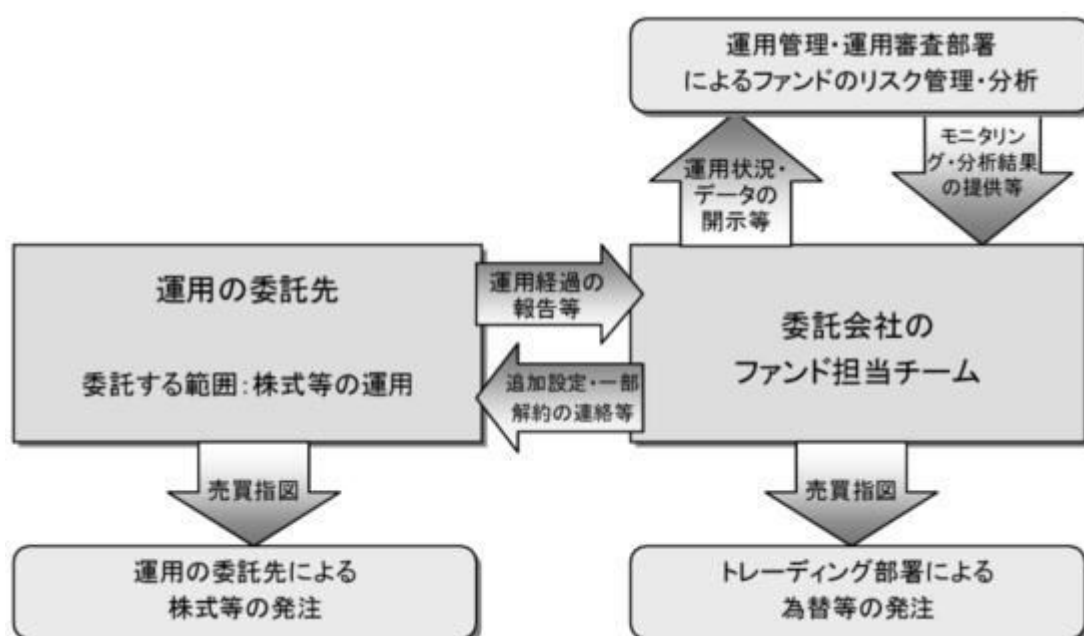 運用管理・運用審査部署
によるファンドのリスク管理・分析
運用状況・
データの
開示等
モニタリン
グ・分析結果
の提供等
運用の委託先
委託する範囲:株式等の運用
運用経過の
報告等
追加設定・一部
解約の連絡等
委託会社の
ファンド担当チーム
売買指図
売買指図
運用の委託先による
株式等の発注
トレーディング部署による
為替等の発注